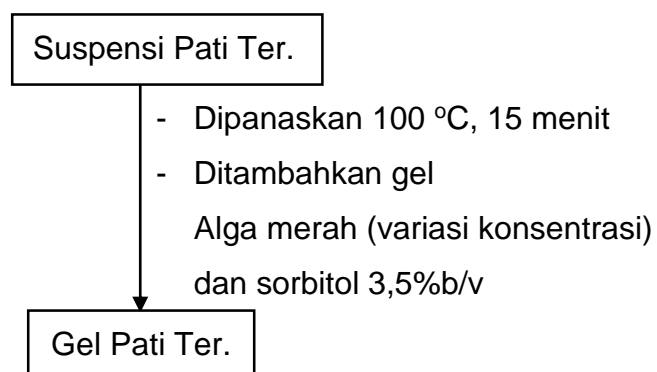 Suspensi Pati Ter.
- Dipanaskan 100 ºC, 15 menit
- Ditambahkan gel
Alga merah (variasi konsentrasi)
dan sorbitol 3,5%b/v
Gel Pati Ter.